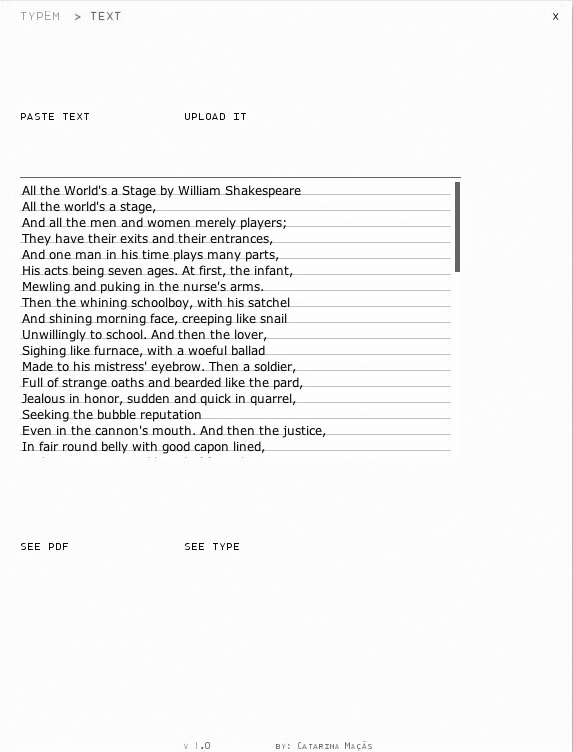 TYPEM > TEXT
X
PASTE TEXT UPLOAD IT
All the World's a Stage by William Shakespeare
All the world's a stage,
And all the men and women merely players;
They have their exits and their entrances,
And one man in his time plays many parts,
His acts being seven ages. At first, the infant,
Mewling and puking in the nurse's arms.
Then the whining schoolboy, with his satchel
And shining morning face, creeping like snail
Unwillingly to school. And then the lover,
Sighing like furnace, with a woeful ballad
Made to his mistress' eyebrow. Then a soldier,
Full of strange oaths and bearded like the pard,
Jealous in honor, sudden and quick in quarrel,
Seeking the bubble reputation
Even in the cannon's mouth. And then the justice,
In fair round belly with good capon lined,
SEE PDF SEE TYPE
v 1.0 BY: CATARINA MAÇÃS